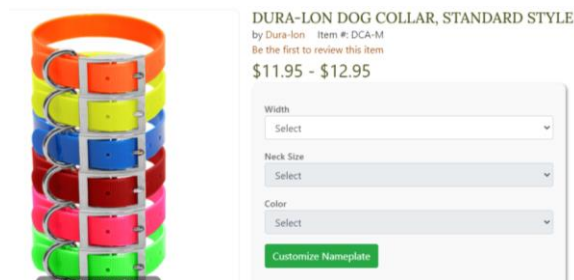 DURA-LON DOG COLLAR, STANDARD STYLE
by Dura-lon Item #: DCA-M
Be the first to review this item
$11.95 - $12.95
Width
Select
Neck Size
Select
Color
Select
Customize Nameplate